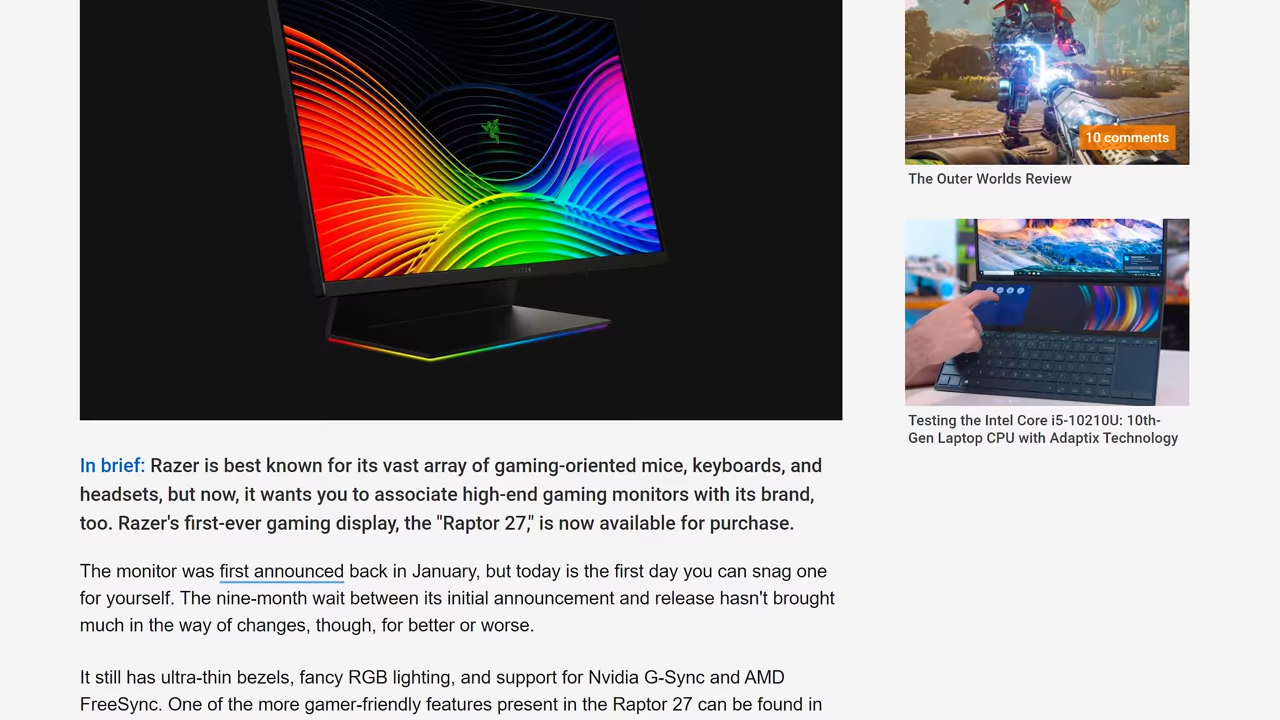 RAZER
10 comments
The Outer Worlds Review
Testing the Intel Core i5-10210U: 10th-
Gen Laptop CPU with Adaptix Technology
In brief: Razer is best known for its vast array of gaming-oriented mice, keyboards, and
headsets, but now, it wants you to associate high-end gaming monitors with its brand,
too. Razer's first-ever gaming display, the "Raptor 27," is now available for purchase.
The monitor was first announced back in January, but today is the first day you can snag one
for yourself. The nine-month wait between its initial announcement and release hasn't brought
much in the way of changes, though, for better or worse.
It still has ultra-thin bezels, fancy RGB lighting, and support for Nvidia G-Sync and AMD
FreeSync. One of the more gamer-friendly features present in the Raptor 27 can be found in